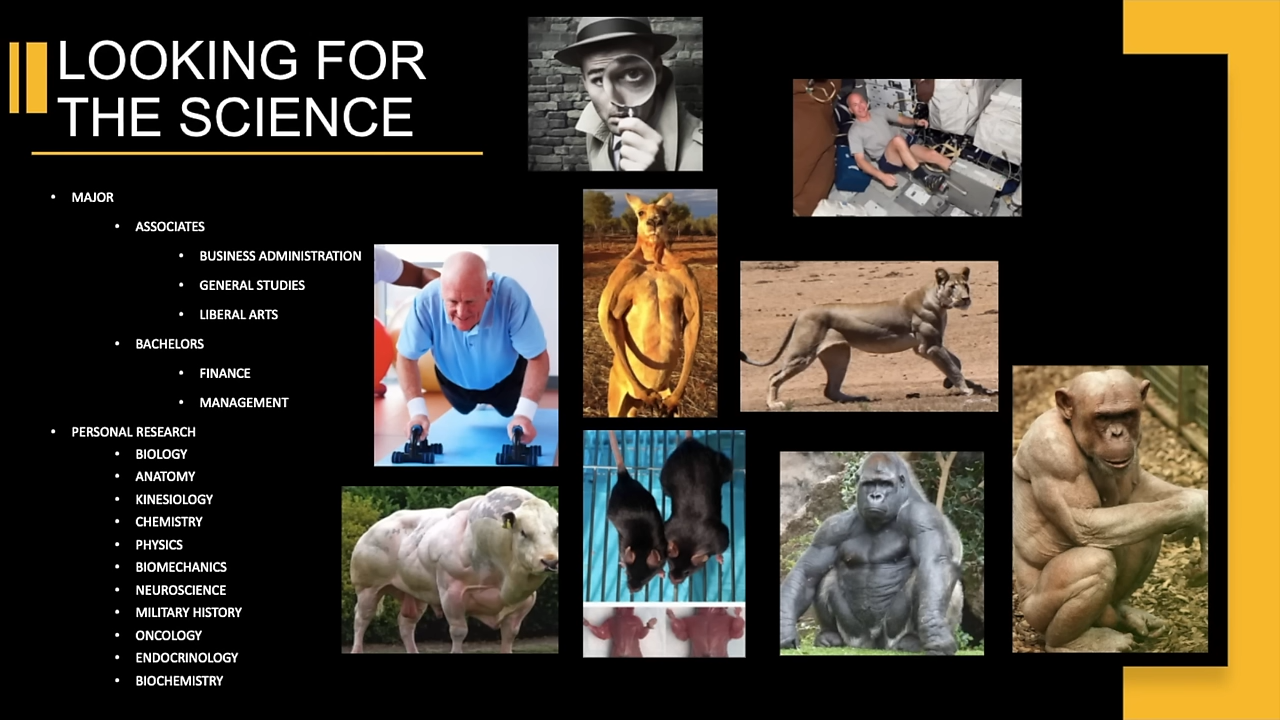 LOOKING FOR
THE SCIENCE
• MAJOR
• ASSOCIATES
• BUSINESS ADMINISTRATION
• GENERAL STUDIES
• LIBERAL ARTS
• BACHELORS
• FINANCE
• MANAGEMENT
• PERSONAL RESEARCH
• BIOLOGY
• ANATOMY
• KINESIOLOGY
• CHEMISTRY
• PHYSICS
• BIOMECHANICS
• NEUROSCIENCE
• MILITARY HISTORY
• ONCOLOGY
• ENDOCRINOLOGY
• BIOCHEMISTRY